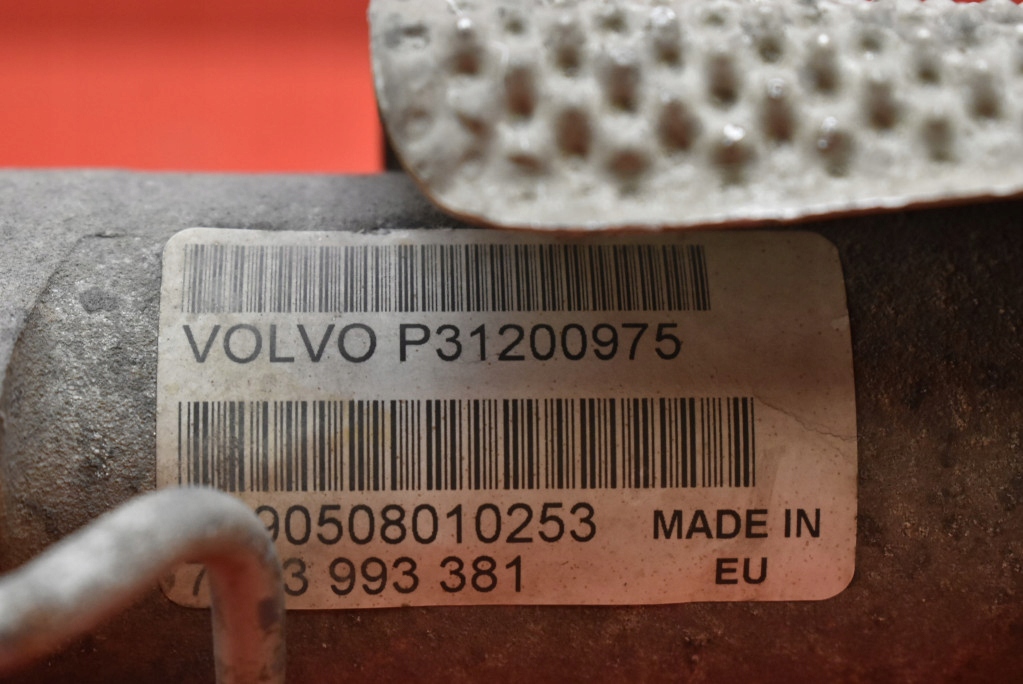 VOLVO P31200975
90508010253
MADE IN
EU
3 993 381